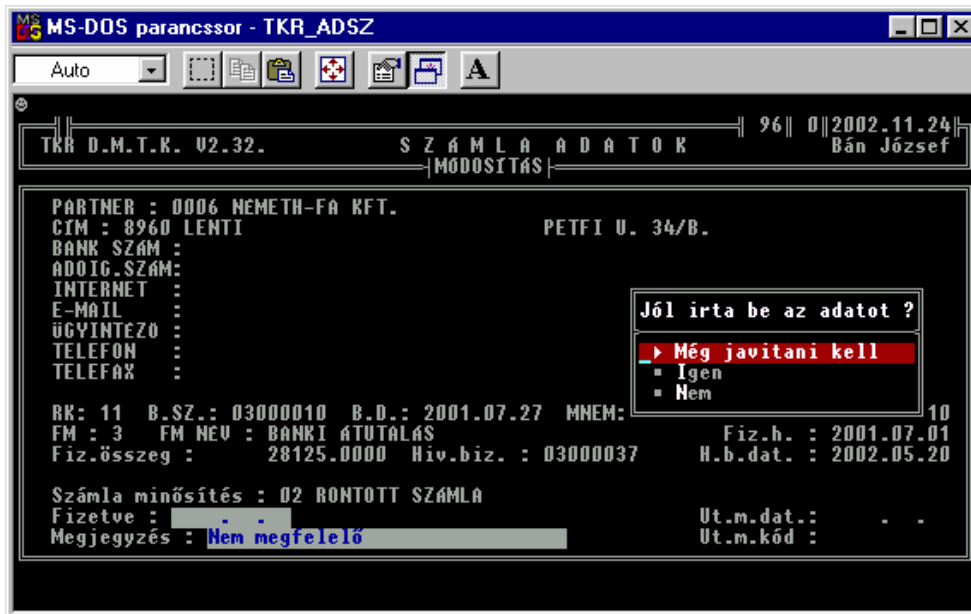 MS-DOS parancssor - TKR_ADSZ
Auto
96 0 2002.11.24
TKR D.M.T.K. V2.32. S Z á M L A A D A T O K Bán József
MóDOSíTáS
PARTNER : 0006 NéMETH-FA KFT.
CíM : 8960 LENTI PETFI U. 34/B.
BANK SZáM :
ADOIG.SZáM:
INTERNET :
E-MAIL :
üGYINTéZö :
TELEFON :
TELEFAX :
Jól irta be az adatot ?
Még javitani kell
Igen
Nem
RK: 11 B.SZ.: 03000010 B.D.: 2001.07.27 MNEM: 10
FM : 3 FM NéV : BANKI áTUTALáS Fiz.h. : 2001.07.01
Fiz.összeg : 28125.0000 Hiv.biz. : 03000037 H.b.dat. : 2002.05.20
Számla minősítés : 02 RONTOTT SZáMLA
Fizetve : . . Ut.m.dat.: . .
Megjegyzés : Nem megfelelő Ut.m.kód :